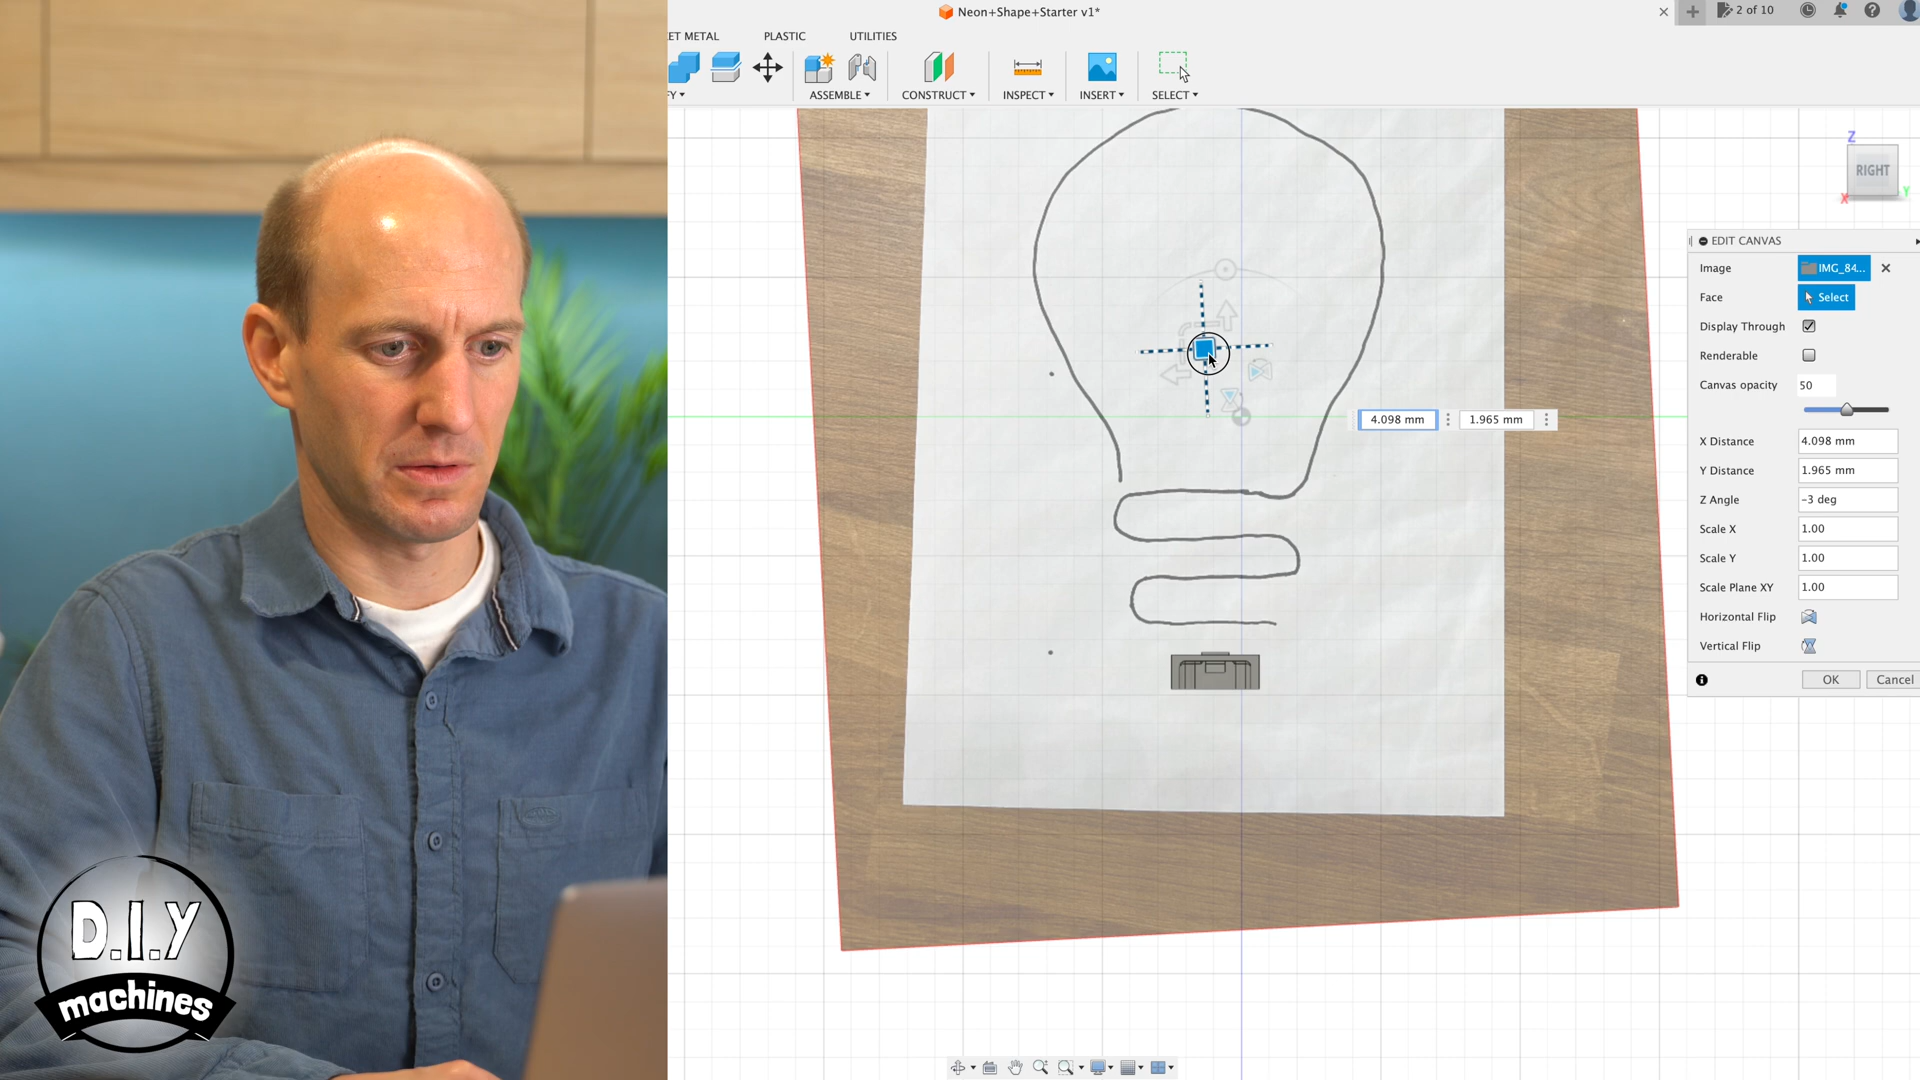 Neon+Shape+Starter v1*
2 of 10
ET METAL
PLASTIC
UTILITIES
FY
ASSEMBLE
CONSTRUCT
INSPECT
INSERT
SELECT
Z
RIGHT
X
Y
EDIT CANVAS
Image
IMG_84...
Face
Select
Display Through
Renderable
Canvas opacity
50
4.098 mm
1.965 mm
X Distance
4.098 mm
Y Distance
1.965 mm
Z Angle
-3 deg
Scale X
1.00
Scale Y
1.00
Scale Plane XY
1.00
Horizontal Flip
Vertical Flip
OK
Cancel
D.I.Y
machines